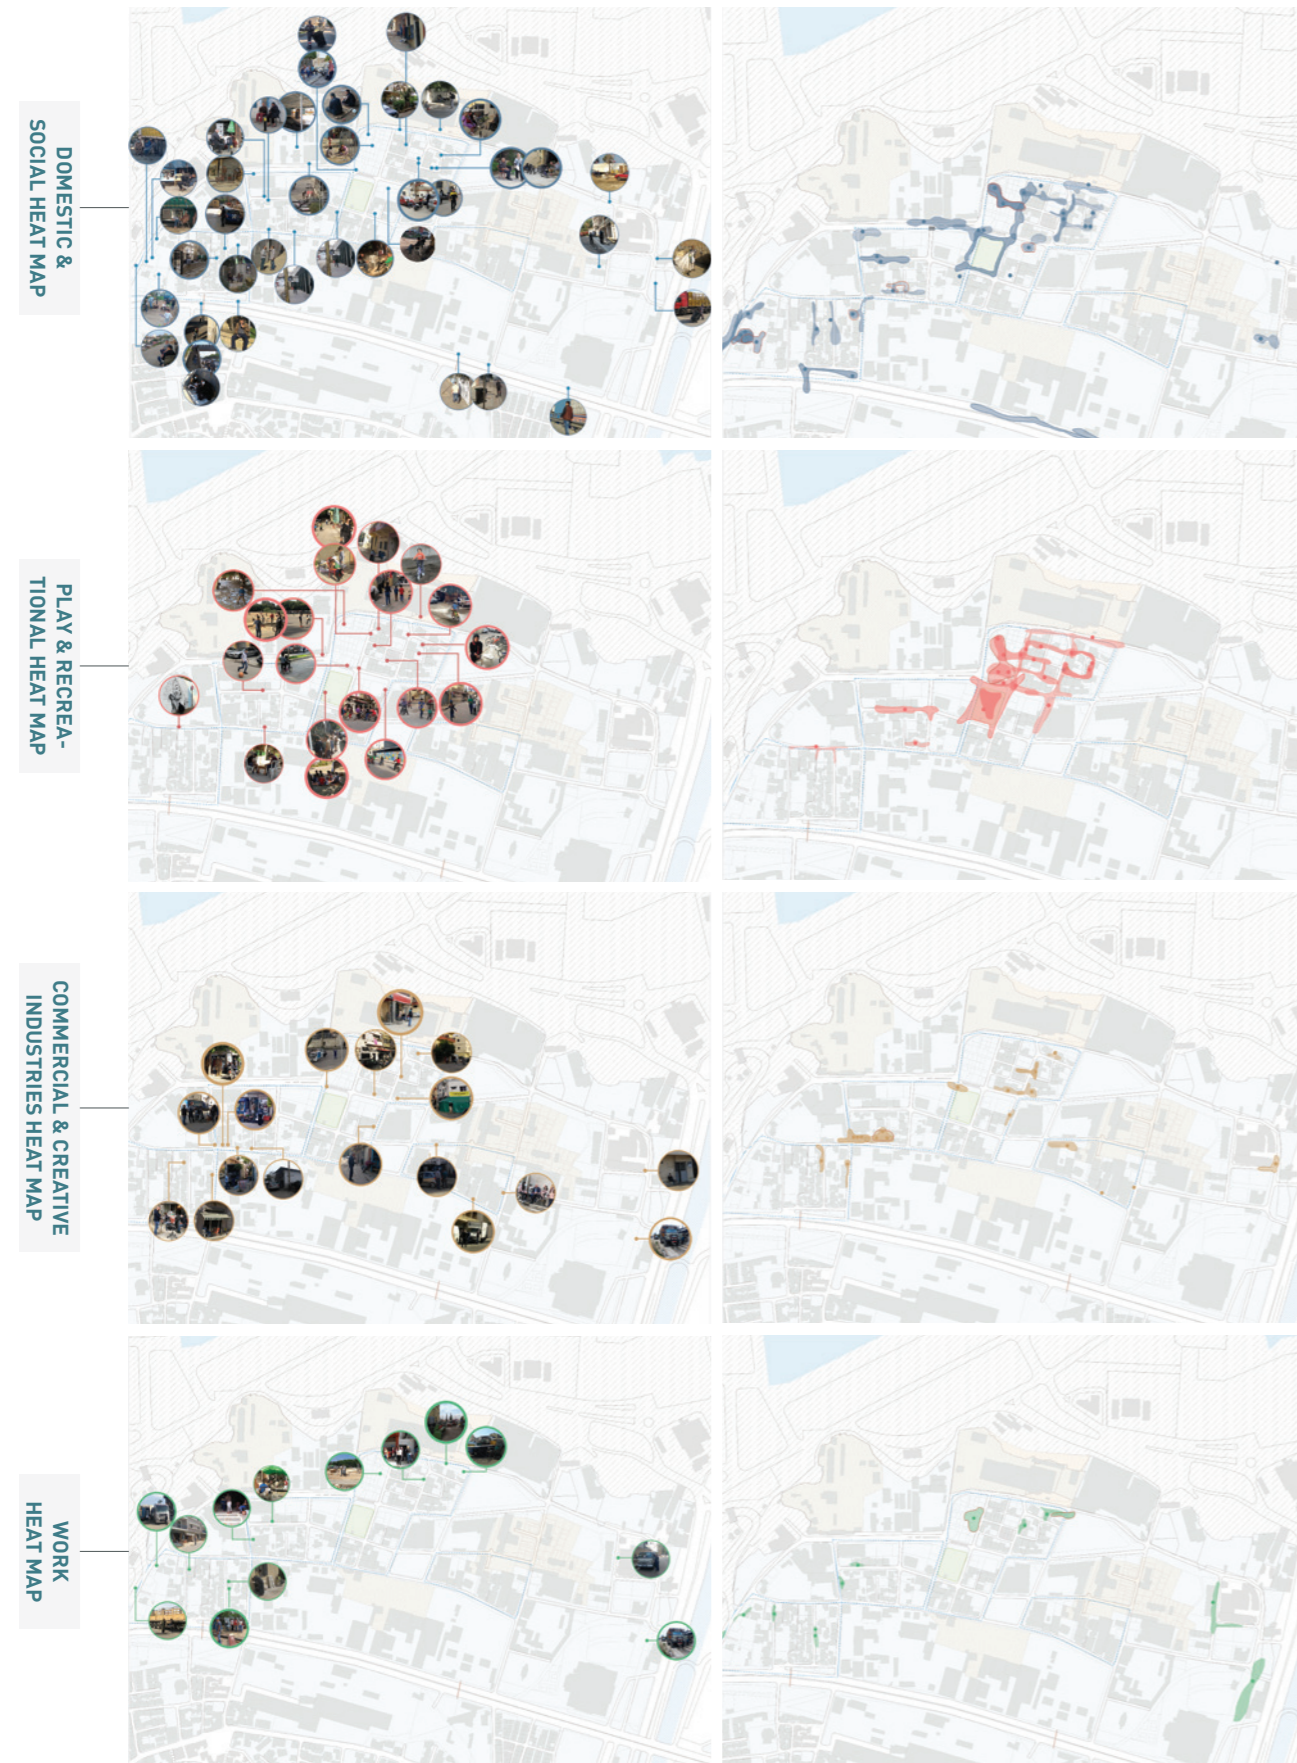 DOMESTIC &
SOCIAL HEAT MAP
PLAY & RECREA-
TIONAL HEAT MAP
COMMERCIAL & CREATIVE
INDUSTRIES HEAT MAP
WORK
HEAT MAP